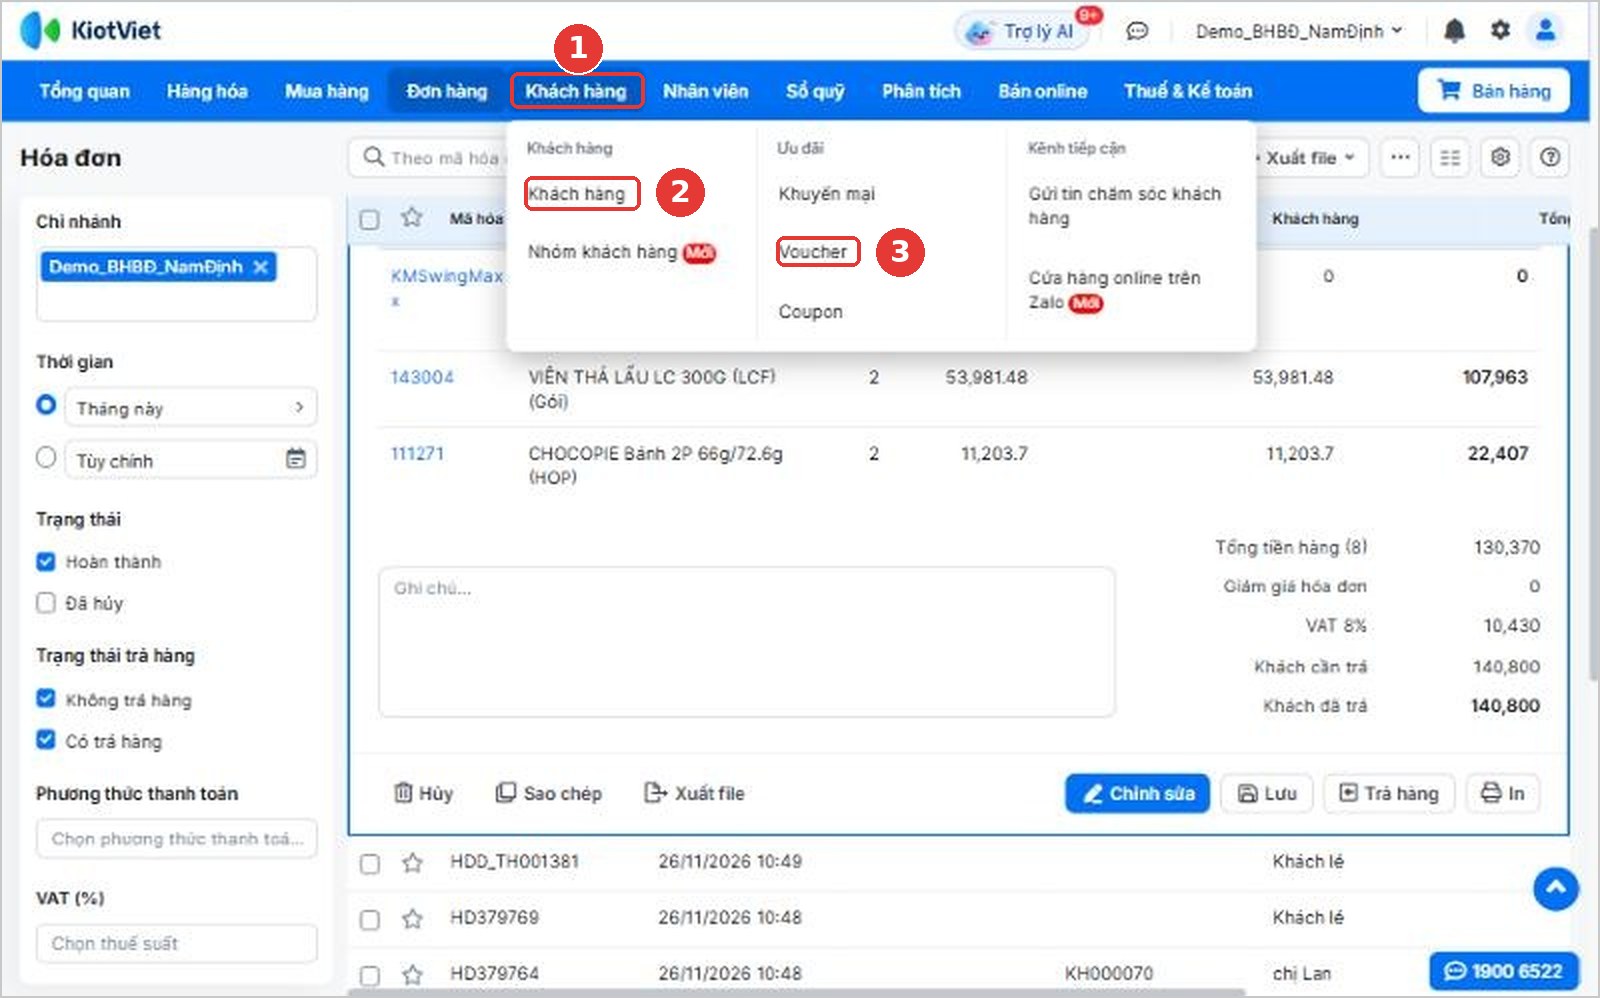 KiotViet
1
Trợ lý AI
9+
Demo_BHBĐ_NamĐịnh
Tổng quan
Hàng hóa
Mua hàng
Đơn hàng
Khách hàng
Nhân viên
Sổ quỹ
Phân tích
Bán online
Thuế & Kế toán
Bán hàng
Hóa đơn
Theo mã hóa
Xuất file
Khách hàng
Khách hàng
2
Nhóm khách hàng Mới
Ưu đãi
Khuyến mại
Voucher
3
Coupon
Kênh tiếp cận
Gửi tin chăm sóc khách
hàng
Cửa hàng online trên
Zalo Mới
Chi nhánh
Demo_BHBĐ_NamĐịnh
Thời gian
Tháng này
Tùy chỉnh
Trạng thái
Hoàn thành
Đã hủy
Trạng thái trả hàng
Không trả hàng
Có trả hàng
Phương thức thanh toán
Chọn phương thức thanh toá...
VAT (%)
Chọn thuế suất
Mã hóa
Khách hàng
Tổng
KMSwingMax
x
0
0
143004
VIÊN THẢ LẨU LC 300G (LCF)
(Gói)
2
53,981.48
53,981.48
107,963
111271
CHOCOPIE Bánh 2P 66g/72.6g
(HOP)
2
11,203.7
11,203.7
22,407
Ghi chú...
Tổng tiền hàng (8)
130,370
Giảm giá hóa đơn
0
VAT 8%
10,430
Khách cần trả
140,800
Khách đã trả
140,800
Hủy
Sao chép
Xuất file
Chỉnh sửa
Lưu
Trả hàng
In
HDD_TH001381
26/11/2026 10:49
Khách lẻ
HD379769
26/11/2026 10:48
Khách lẻ
HD379764
26/11/2026 10:48
KH000070
chị Lan
1900 6522